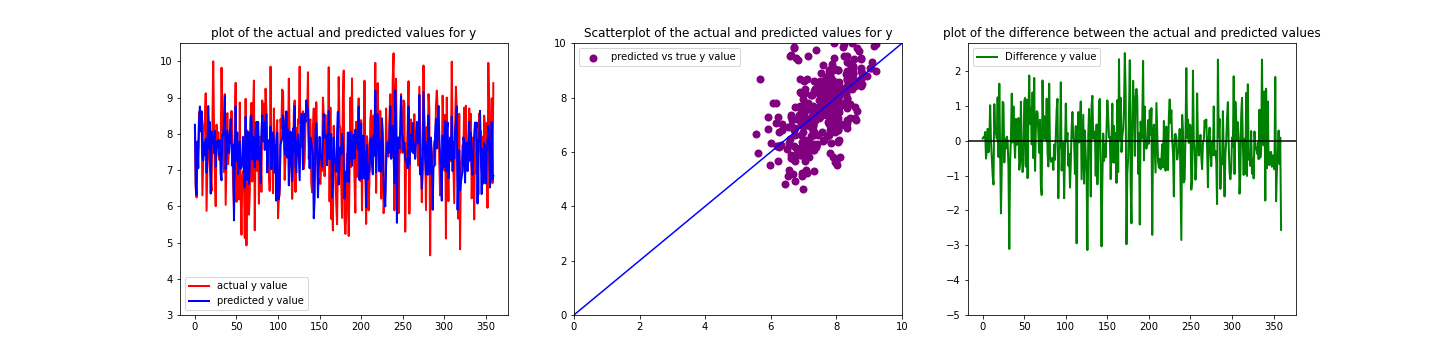 plot of the actual and predicted values for y
10
9
8
7
6
5
4
3
actual y value
predicted y value
0 50 100 150 200 250 300 350
Scatterplot of the actual and predicted values for y
predicted vs true y value
10
8
6
4
2
0
0 2 4 6 8 10
plot of the difference between the actual and predicted values
Difference y value
2
1
0
−1
−2
−3
−4
−5
0 50 100 150 200 250 300 350